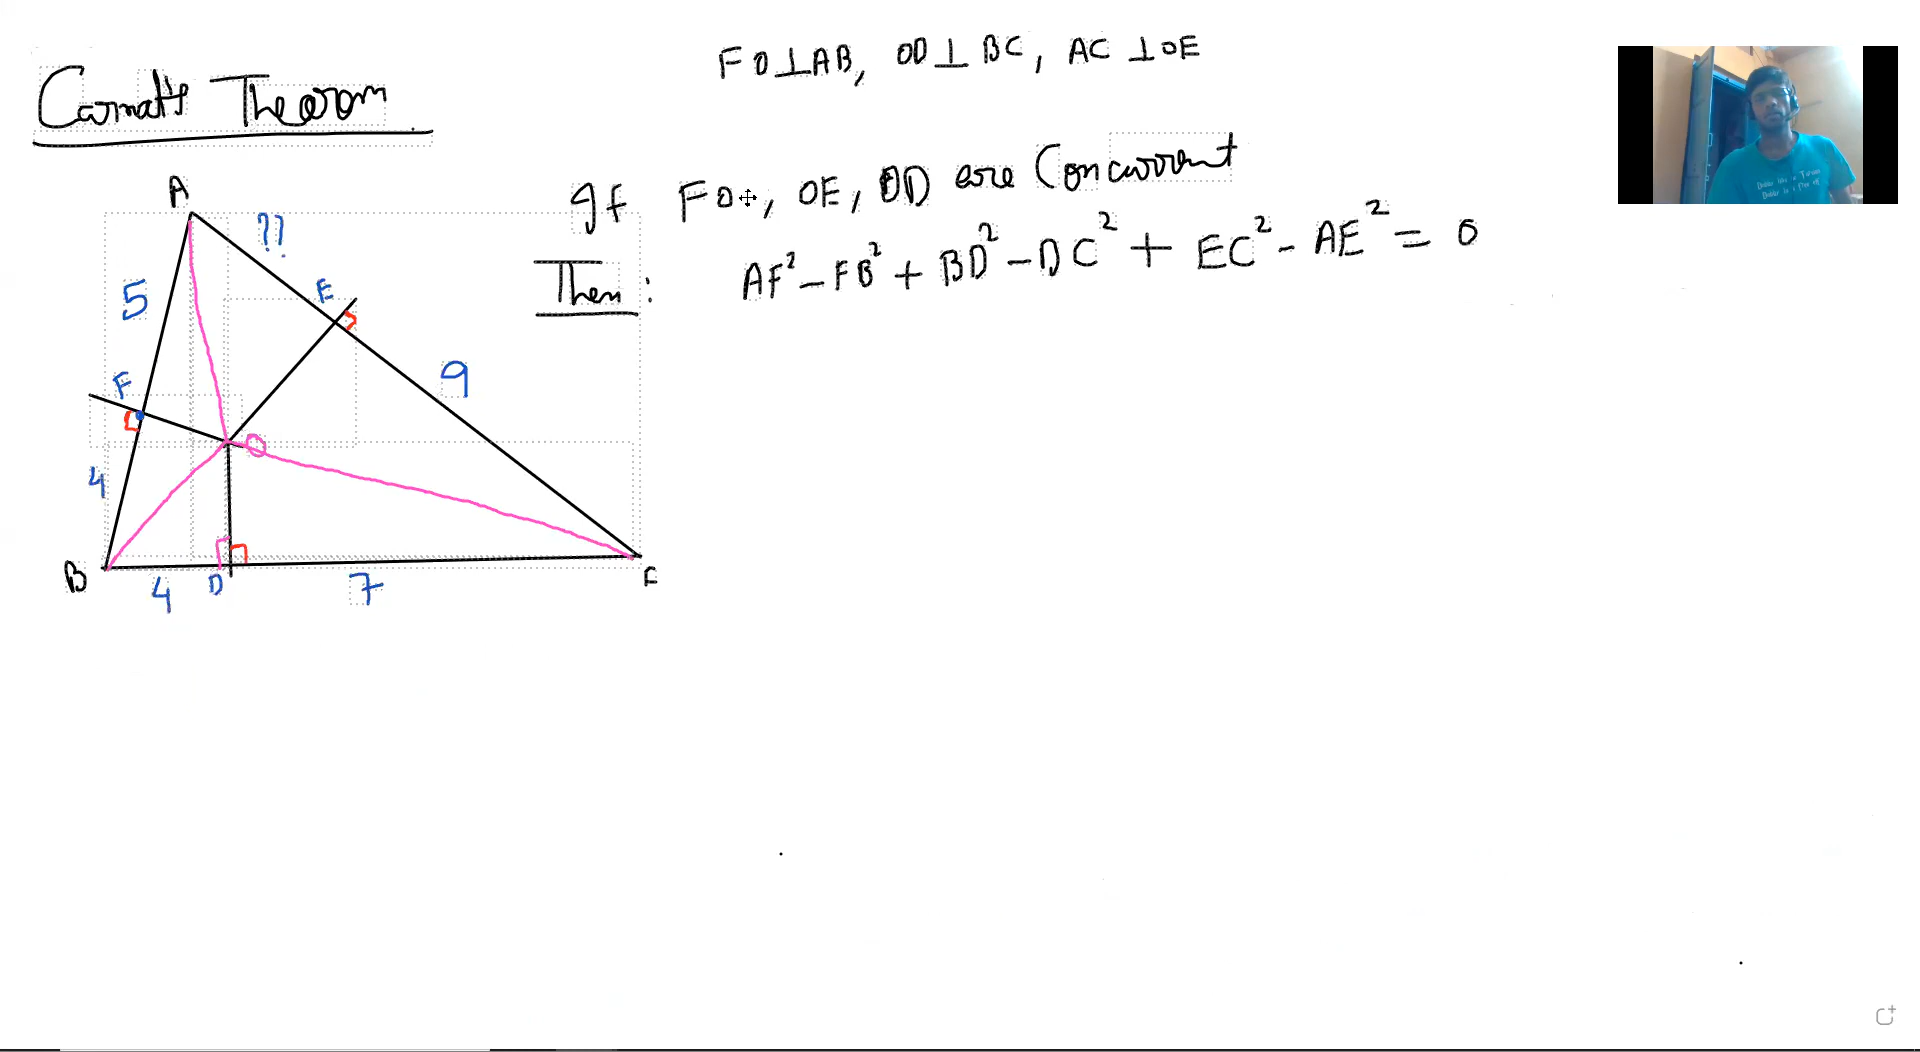 FO⊥AB, OD⊥BC, AC⊥OE
Carnot's Theorem
If FO, OE, OD are Concurrent
Then: AF² - FB² + BD² - DC² + EC² - AE² = 0
A
??
5
E
F
9
O
4
B
4
D
7
C